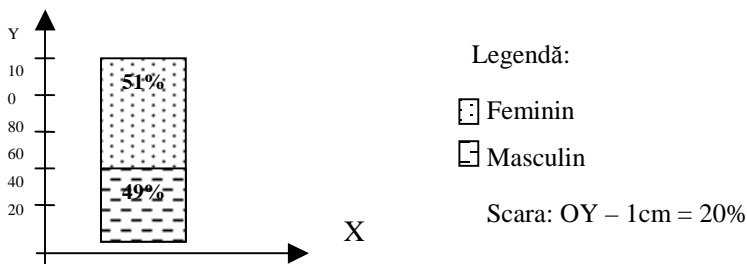 Y
10
0
80
60
40
20
51%
49%
X
Legendă:
Feminin
Masculin
Scara: OY – 1cm = 20%